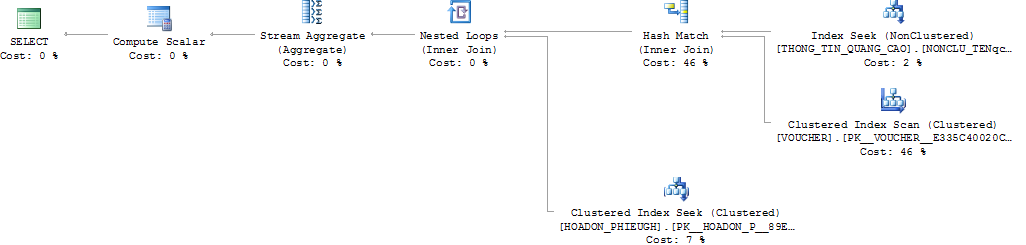 SELECT
Cost: 0 %
Compute Scalar
Cost: 0 %
Stream Aggregate
(Aggregate)
Cost: 0 %
Nested Loops
(Inner Join)
Cost: 0 %
Hash Match
(Inner Join)
Cost: 46 %
Index Seek (NonClustered)
[THONG_TIN_QUANG_CAO].[NONCLU_TENqc…
Cost: 2 %
Clustered Index Scan (Clustered)
[VOUCHER].[PK__VOUCHER__E335C40020C…
Cost: 46 %
Clustered Index Seek (Clustered)
[HOADON_PHIEUGH].[PK__HOADON_P__89E…
Cost: 7 %